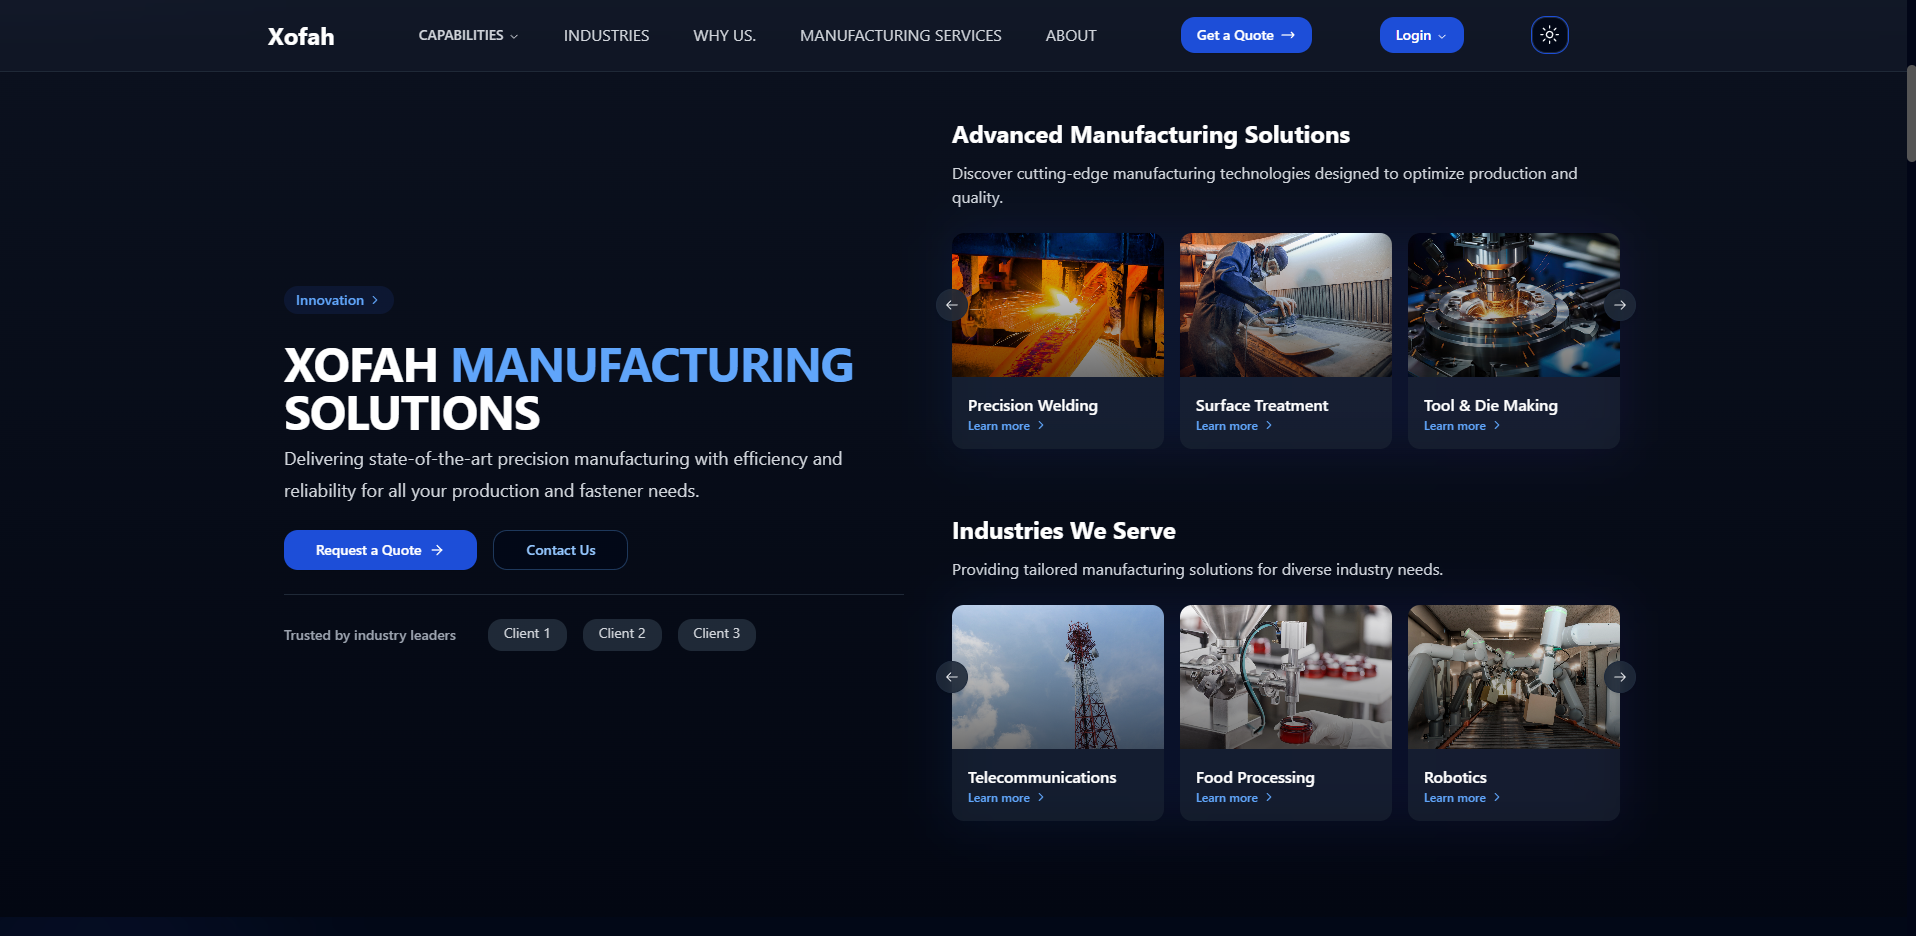 Xofah
CAPABILITIES
INDUSTRIES
WHY US.
MANUFACTURING SERVICES
ABOUT
Get a Quote
Login
Innovation
XOFAH MANUFACTURING
SOLUTIONS
Delivering state-of-the-art precision manufacturing with efficiency and
reliability for all your production and fastener needs.
Request a Quote
Contact Us
Trusted by industry leaders
Client 1
Client 2
Client 3
Advanced Manufacturing Solutions
Discover cutting-edge manufacturing technologies designed to optimize production and
quality.
Precision Welding
Learn more
Surface Treatment
Learn more
Tool & Die Making
Learn more
Industries We Serve
Providing tailored manufacturing solutions for diverse industry needs.
Telecommunications
Learn more
Food Processing
Learn more
Robotics
Learn more